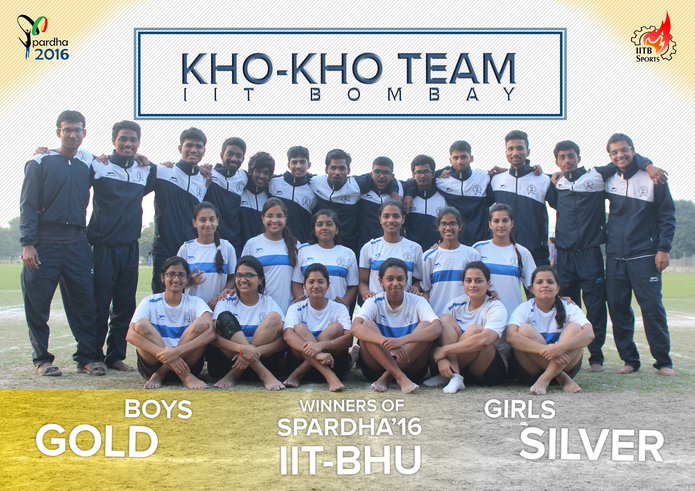 Spardha
2016
KHO-KHO TEAM
IIT BOMBAY
IITB
SPORTS
BOYS
GOLD
WINNERS OF
SPARDHA'16
IIT-BHU
GIRLS
SILVER